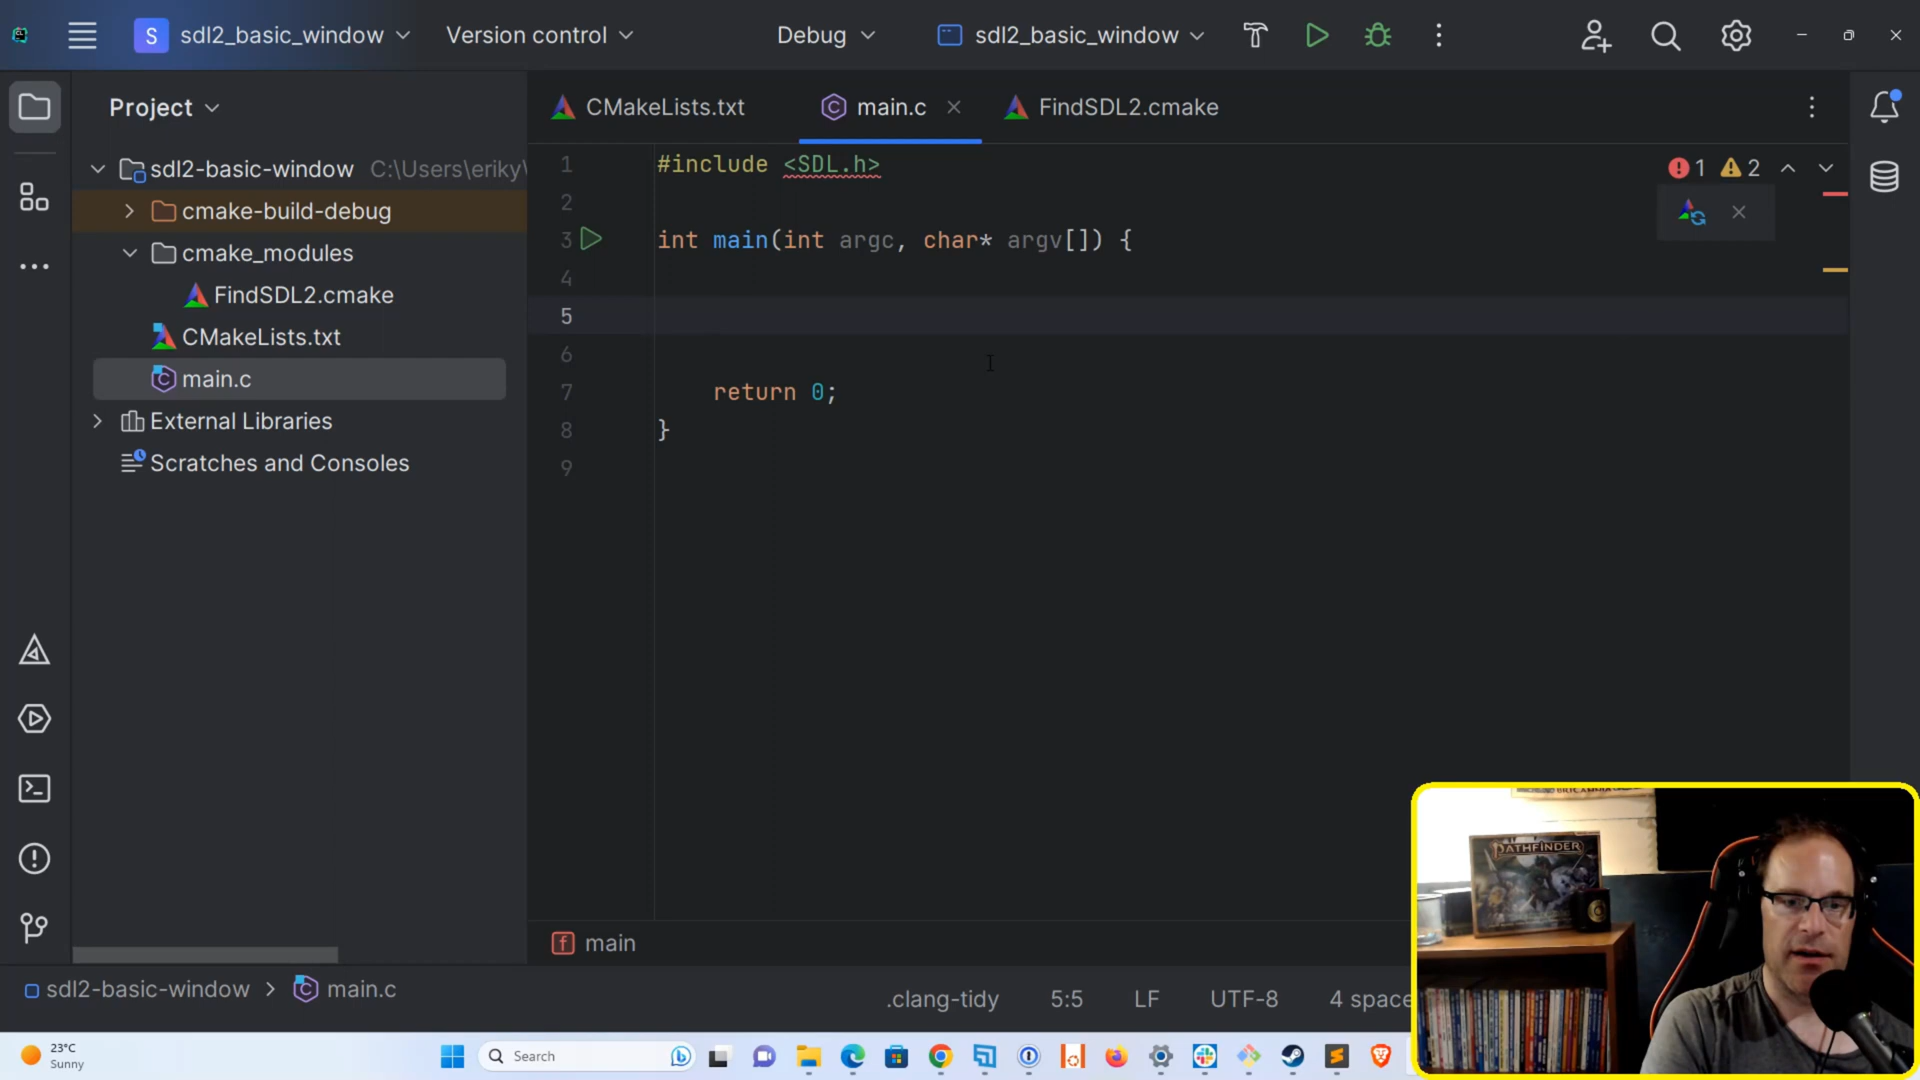 S sdl2_basic_window Version control Debug sdl2_basic_window
Project
CMakeLists.txt main.c FindSDL2.cmake
sdl2-basic-window C:\Users\eriky\
cmake-build-debug
cmake_modules
FindSDL2.cmake
CMakeLists.txt
main.c
External Libraries
Scratches and Consoles
1 #include <SDL.h>
2
3 int main(int argc, char* argv[]) {
4
5
6
7 return 0;
8 }
9
1 2
f main
sdl2-basic-window > main.c
.clang-tidy 5:5 LF UTF-8 4 space
PATHFINDER
23°C
Sunny
Search